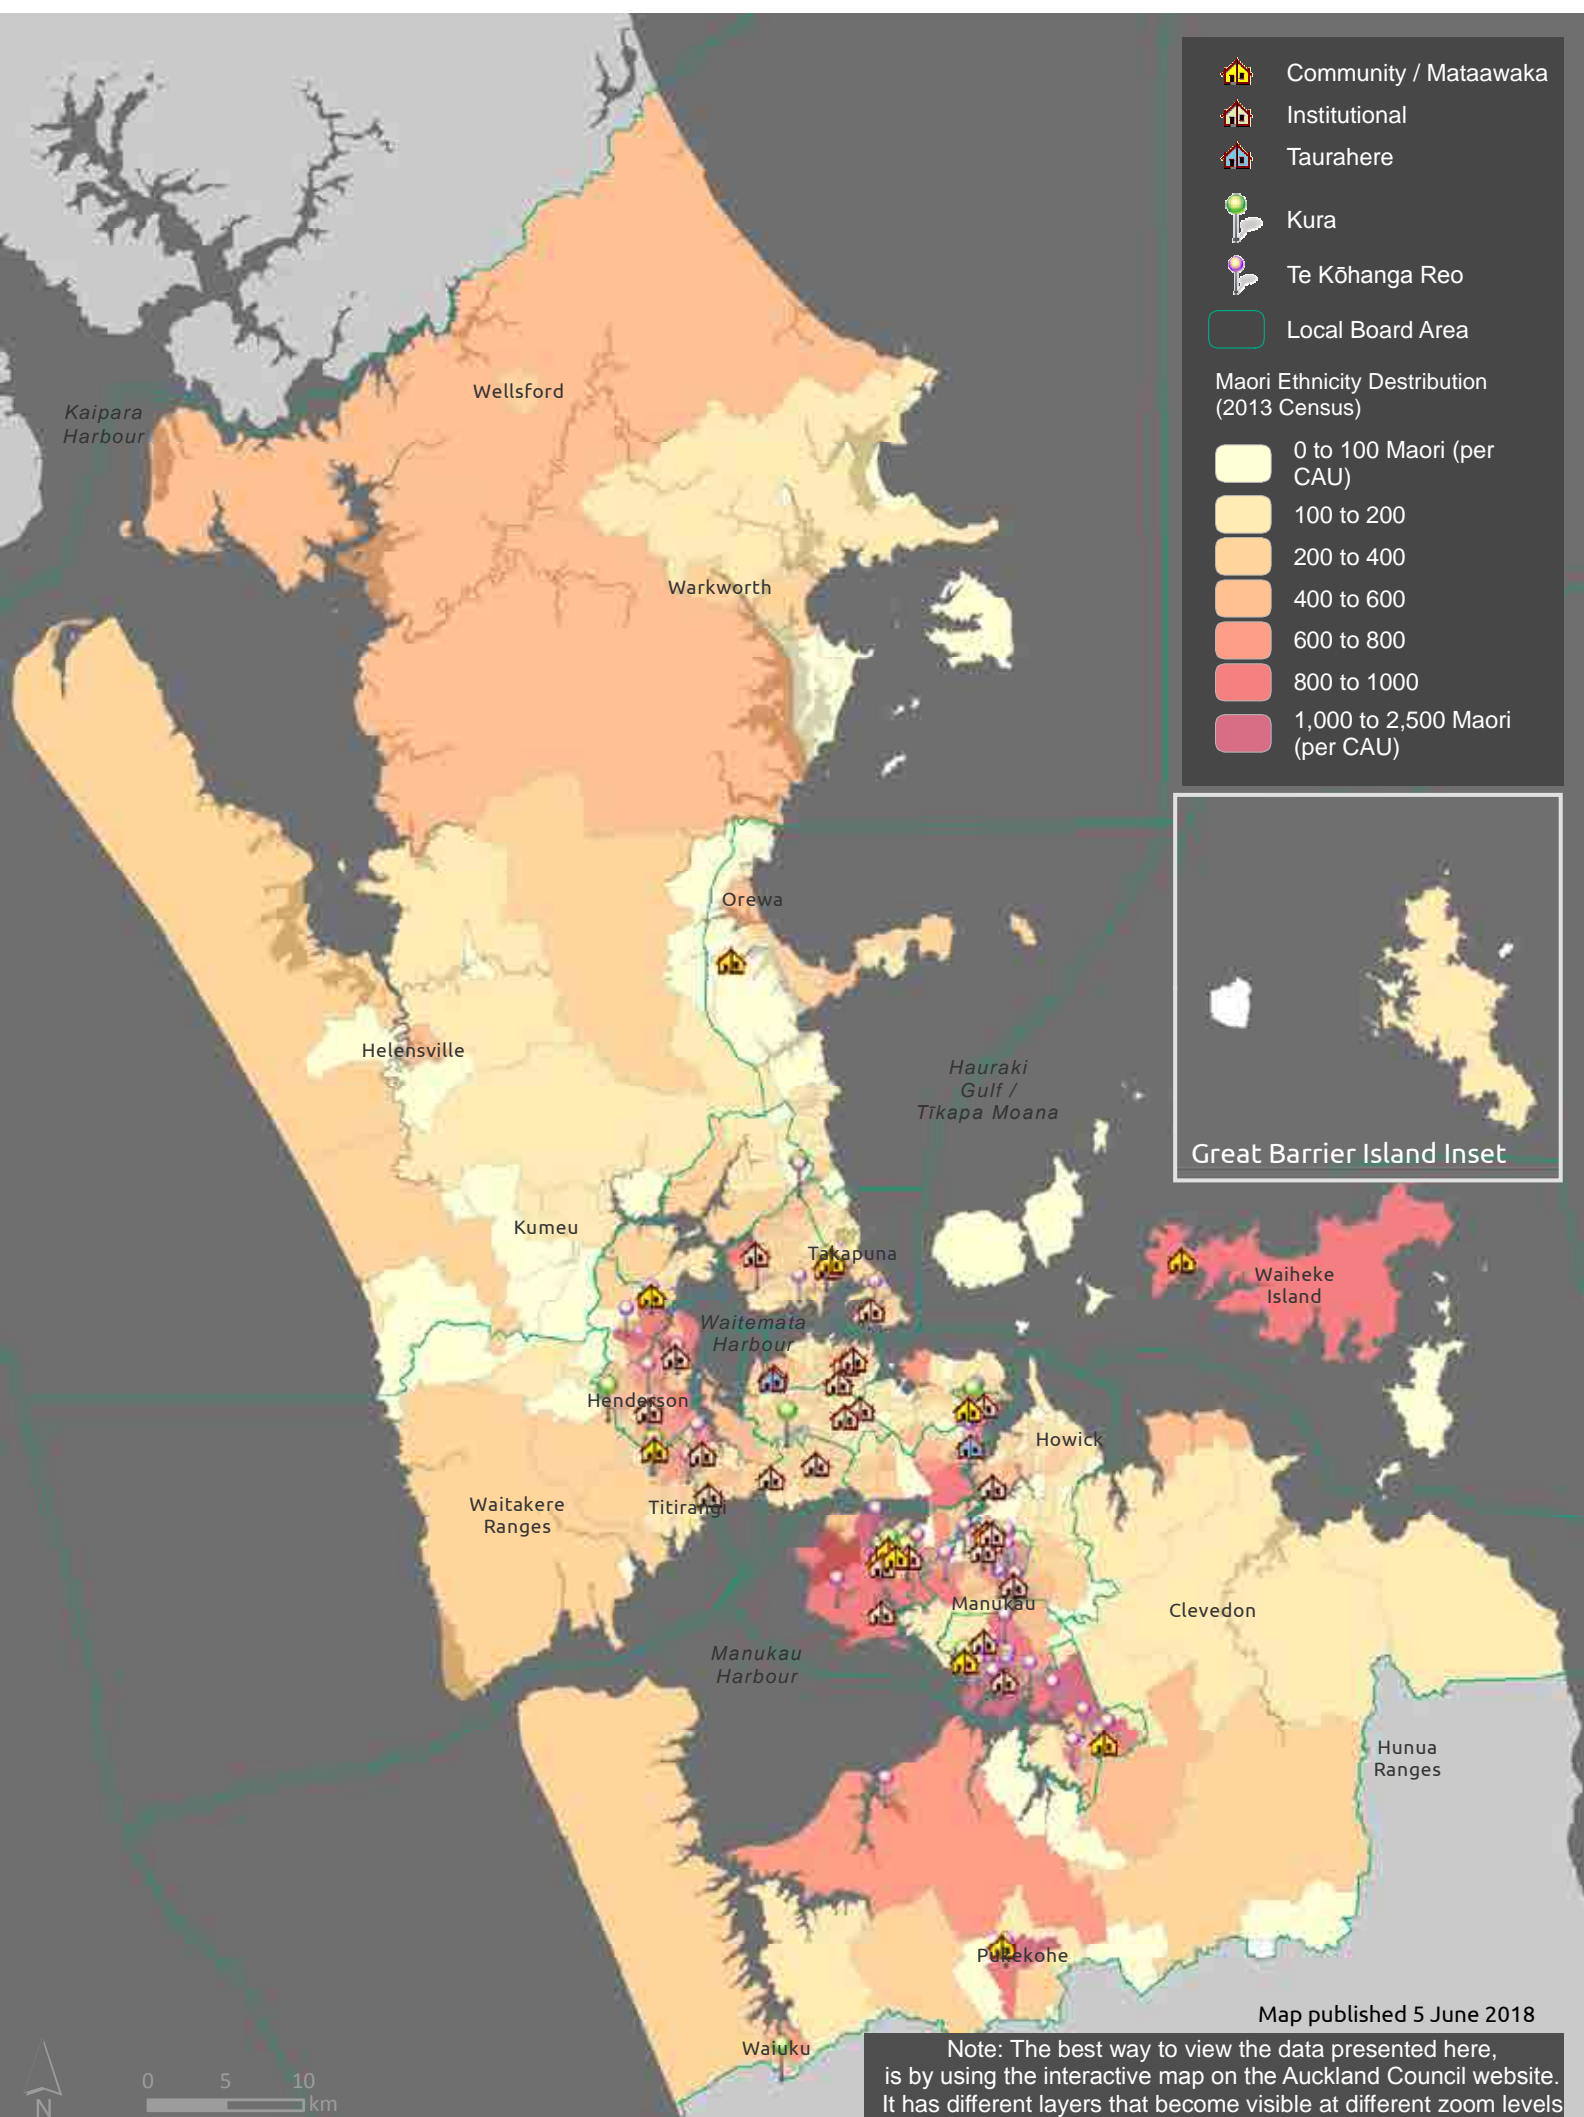 Community / Mataawaka
Institutional
Taurahere
Kura
Te Kōhanga Reo
Local Board Area
Maori Ethnicity Destribution
(2013 Census)
0 to 100 Maori (per
CAU)
100 to 200
200 to 400
400 to 600
600 to 800
800 to 1000
1,000 to 2,500 Maori
(per CAU)
Wellsford
Kaipara
Harbour
Warkworth
Orewa
Helensville
Hauraki
Gulf /
Tīkapa Moana
Great Barrier Island Inset
Kumeu
Takapuna
Waiheke
Island
Waitemata
Harbour
Henderson
Howick
Waitakere
Ranges
Titirangi
Manukau
Clevedon
Manukau
Harbour
Hunua
Ranges
Pukekohe
Waiuku
Map published 5 June 2018
Note: The best way to view the data presented here,
is by using the interactive map on the Auckland Council website.
It has different layers that become visible at different zoom levels
0 5 10
km
N